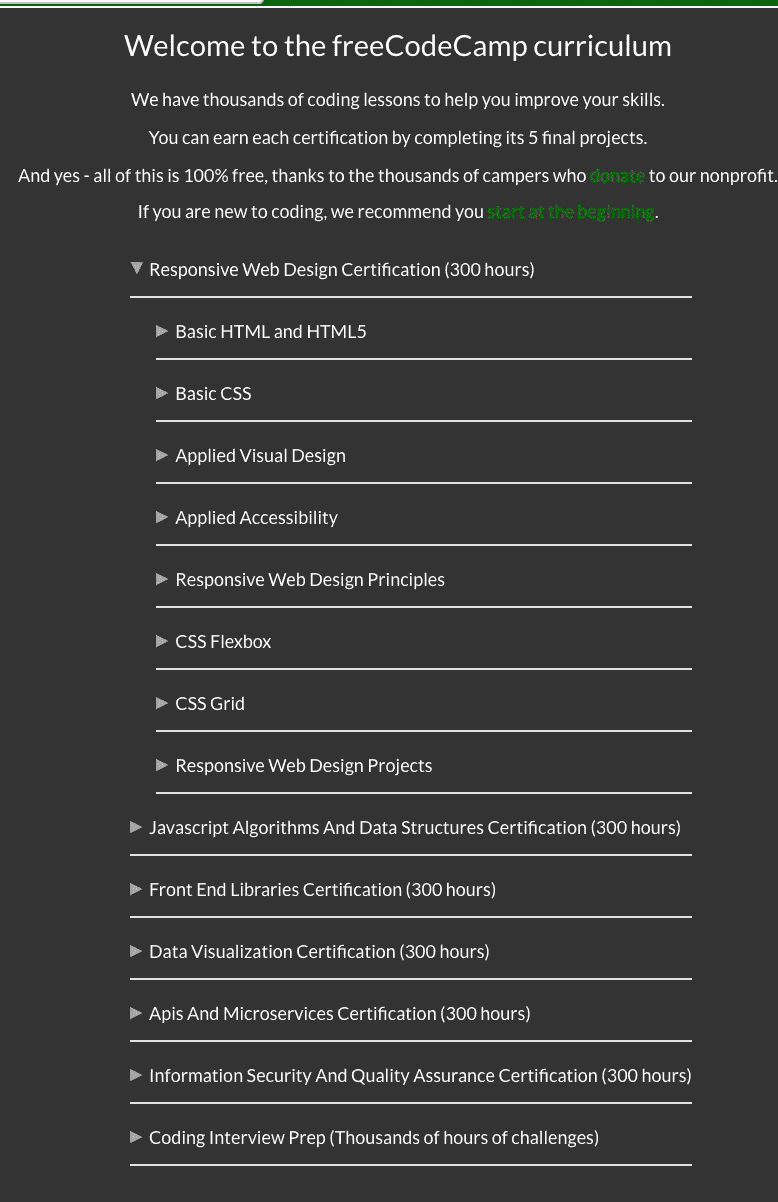 Welcome to the freeCodeCamp curriculum
We have thousands of coding lessons to help you improve your skills.
You can earn each certification by completing its 5 final projects.
And yes - all of this is 100% free, thanks to the thousands of campers who donate to our nonprofit.
If you are new to coding, we recommend you start at the beginning.
Responsive Web Design Certification (300 hours)
Basic HTML and HTML5
Basic CSS
Applied Visual Design
Applied Accessibility
Responsive Web Design Principles
CSS Flexbox
CSS Grid
Responsive Web Design Projects
Javascript Algorithms And Data Structures Certification (300 hours)
Front End Libraries Certification (300 hours)
Data Visualization Certification (300 hours)
Apis And Microservices Certification (300 hours)
Information Security And Quality Assurance Certification (300 hours)
Coding Interview Prep (Thousands of hours of challenges)